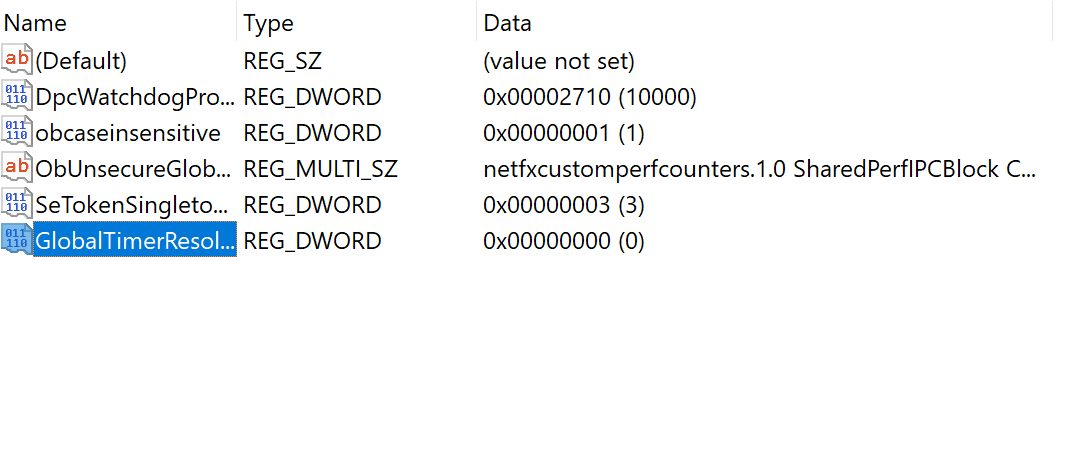 Name Type Data
ab (Default) REG_SZ (value not set)
011 110 DpcWatchdogPro... REG_DWORD 0x00002710 (10000)
011 110 obcaseinsensitive REG_DWORD 0x00000001 (1)
ab ObUnsecureGlob... REG_MULTI_SZ netfxcustomperfcounters.1.0 SharedPerfIPCBlock C...
011 110 SeTokenSingleto... REG_DWORD 0x00000003 (3)
011 110 GlobalTimerResol... REG_DWORD 0x00000000 (0)